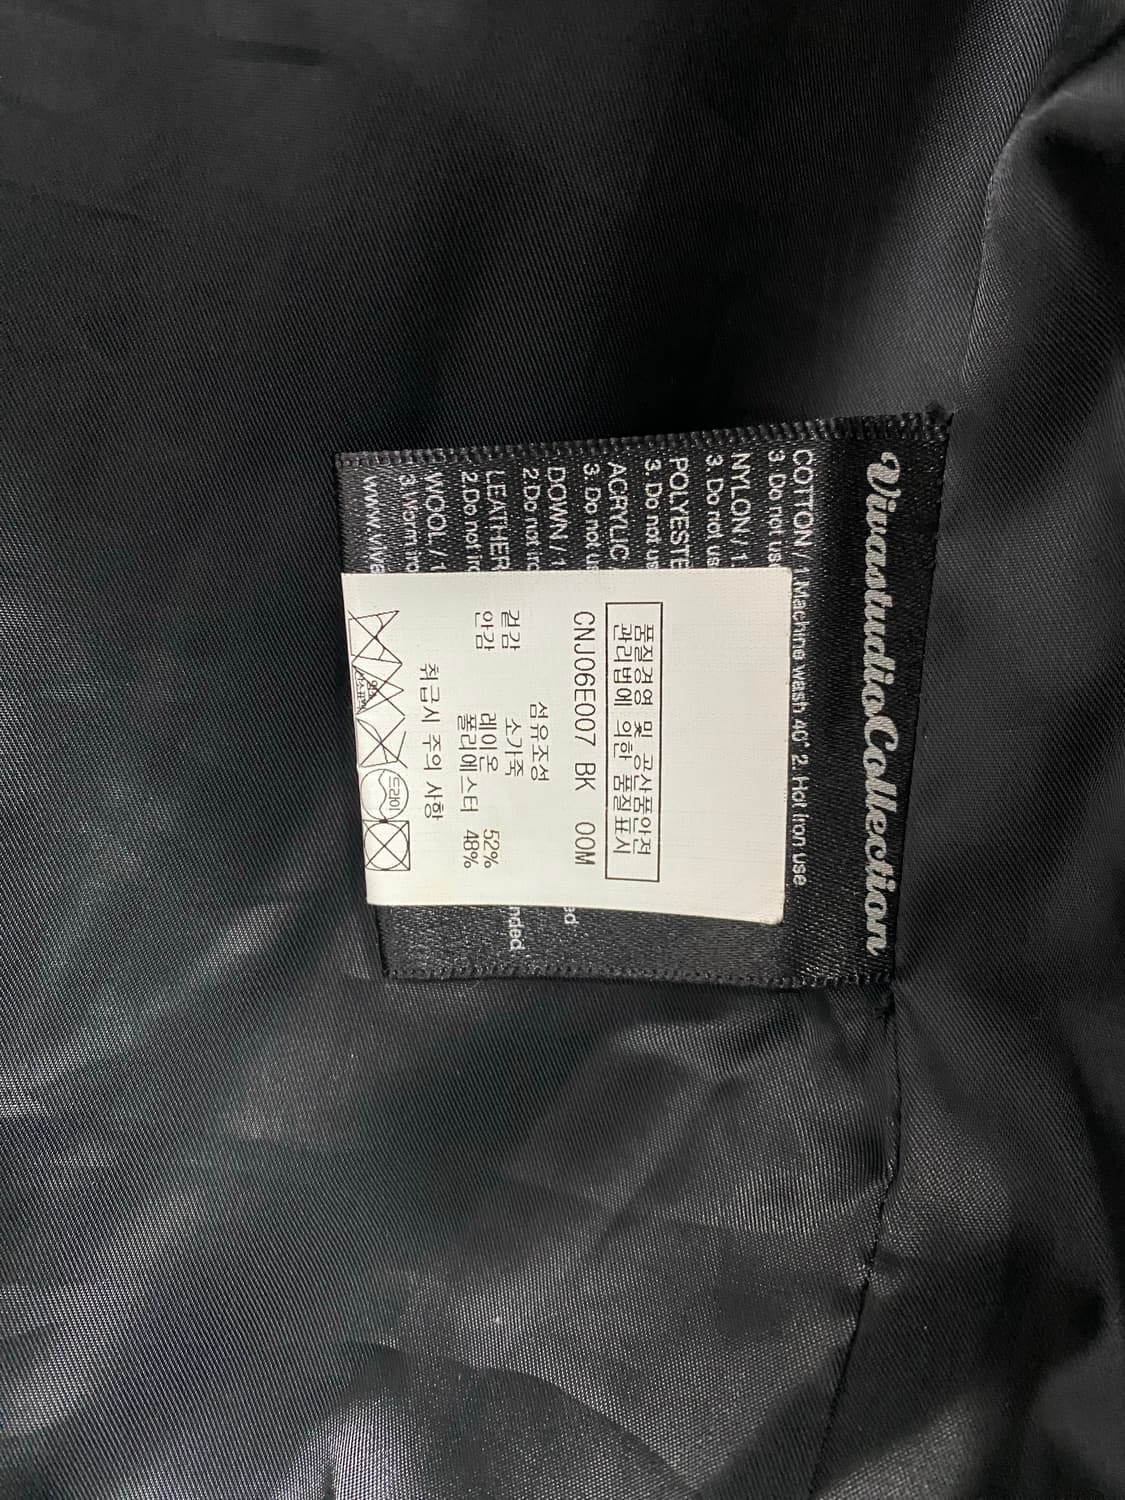 VivastudioCollection
COTTON / 1.Machine wash 40° 2. Hot iron use
3. Do not us
NYLON / 1.
3. Do not us
POLYESTE
3. Do not us
ACRYLIC
3. Do not u
DOWN / 1
2.Do not iro
LEATHER
2.Do not iro
WOOL / 1
3.Warm iro
www.
nded
품질경영 및 공산품안전
관리법에 의한 품질표시
CNJ06E007 BK 00M
섬유조성
겉감 소가죽
안감 레이온 52%
폴리에스터 48%
취급시 주의 사항
드라이